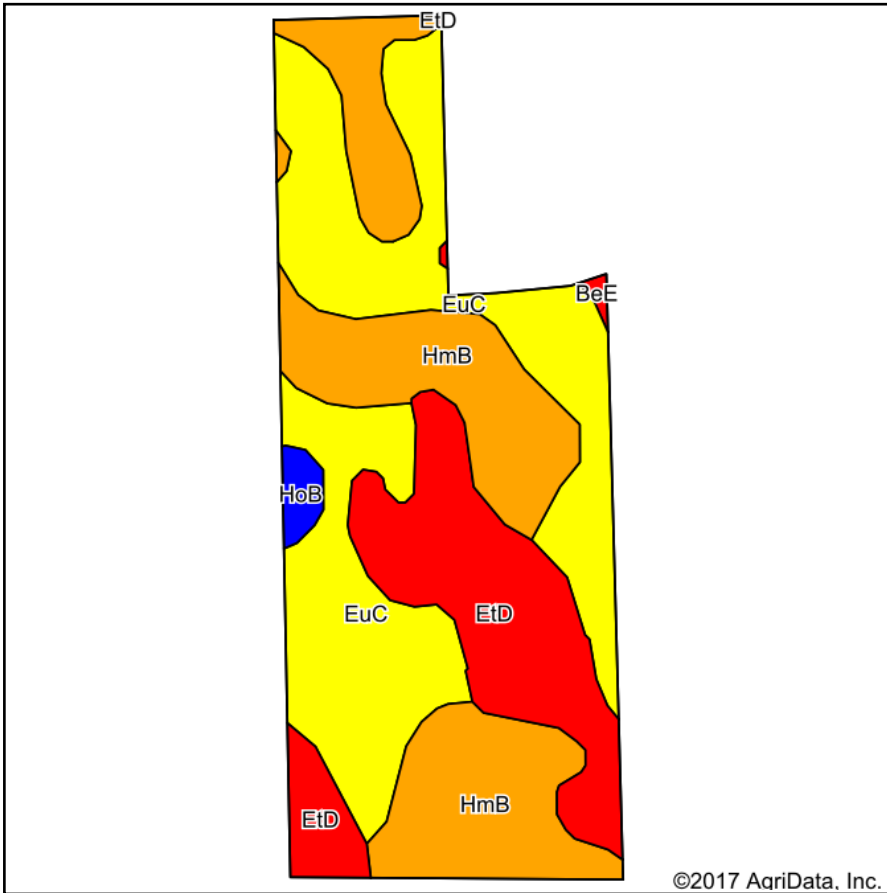 EtD
BeE
EuC
HmB
HoB
EuC
EtD
HmB
EtD
©2017 AgriData, Inc.